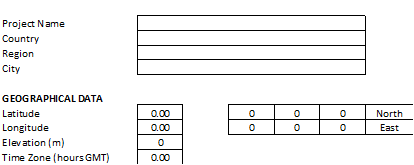 Project Name
Country
Region
City
GEOGRAPHICAL DATA
Latitude 0.00 0 0 0 North
Longitude 0.00 0 0 0 East
Elevation (m) 0
Time Zone (hours GMT) 0.00